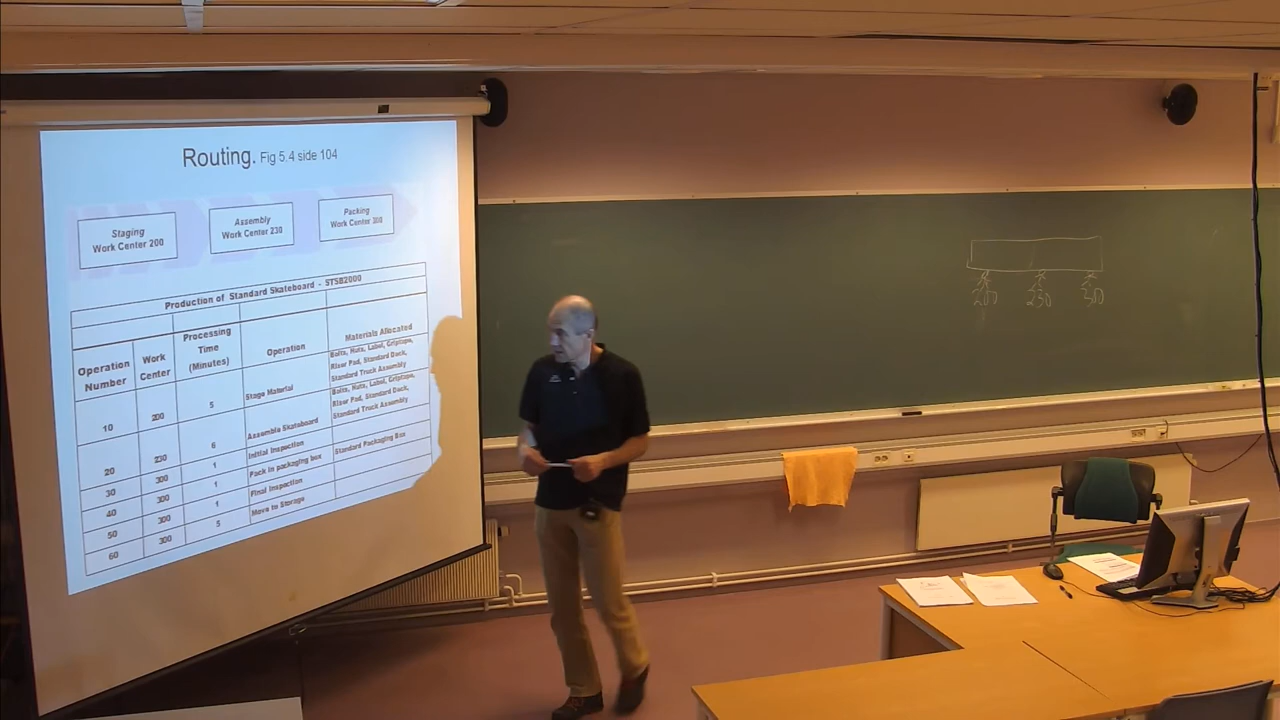 Routing. Fig 5.4 side 104
Staging
Work Center 200
Assembly
Work Center 230
Packing
Work Center 300
Production of Standard Skateboard - STSB2000
Operation Number
Work Center
Processing Time (Minutes)
Operation
Materials Allocated
10 200 5 Stage Material Bolts, Nuts, Label, Griptape,
Riser Pad, Standard Deck,
Standard Truck Assembly
20 230 6 Assemble Skateboard Bolts, Nuts, Label, Griptape,
Riser Pad, Standard Deck,
Standard Truck Assembly
30 300 1 Initial Inspection
40 300 1 Pack in packaging box Standard Packaging Box
50 300 1 Final Inspection
60 300 5 Move to Storage
200 230 300